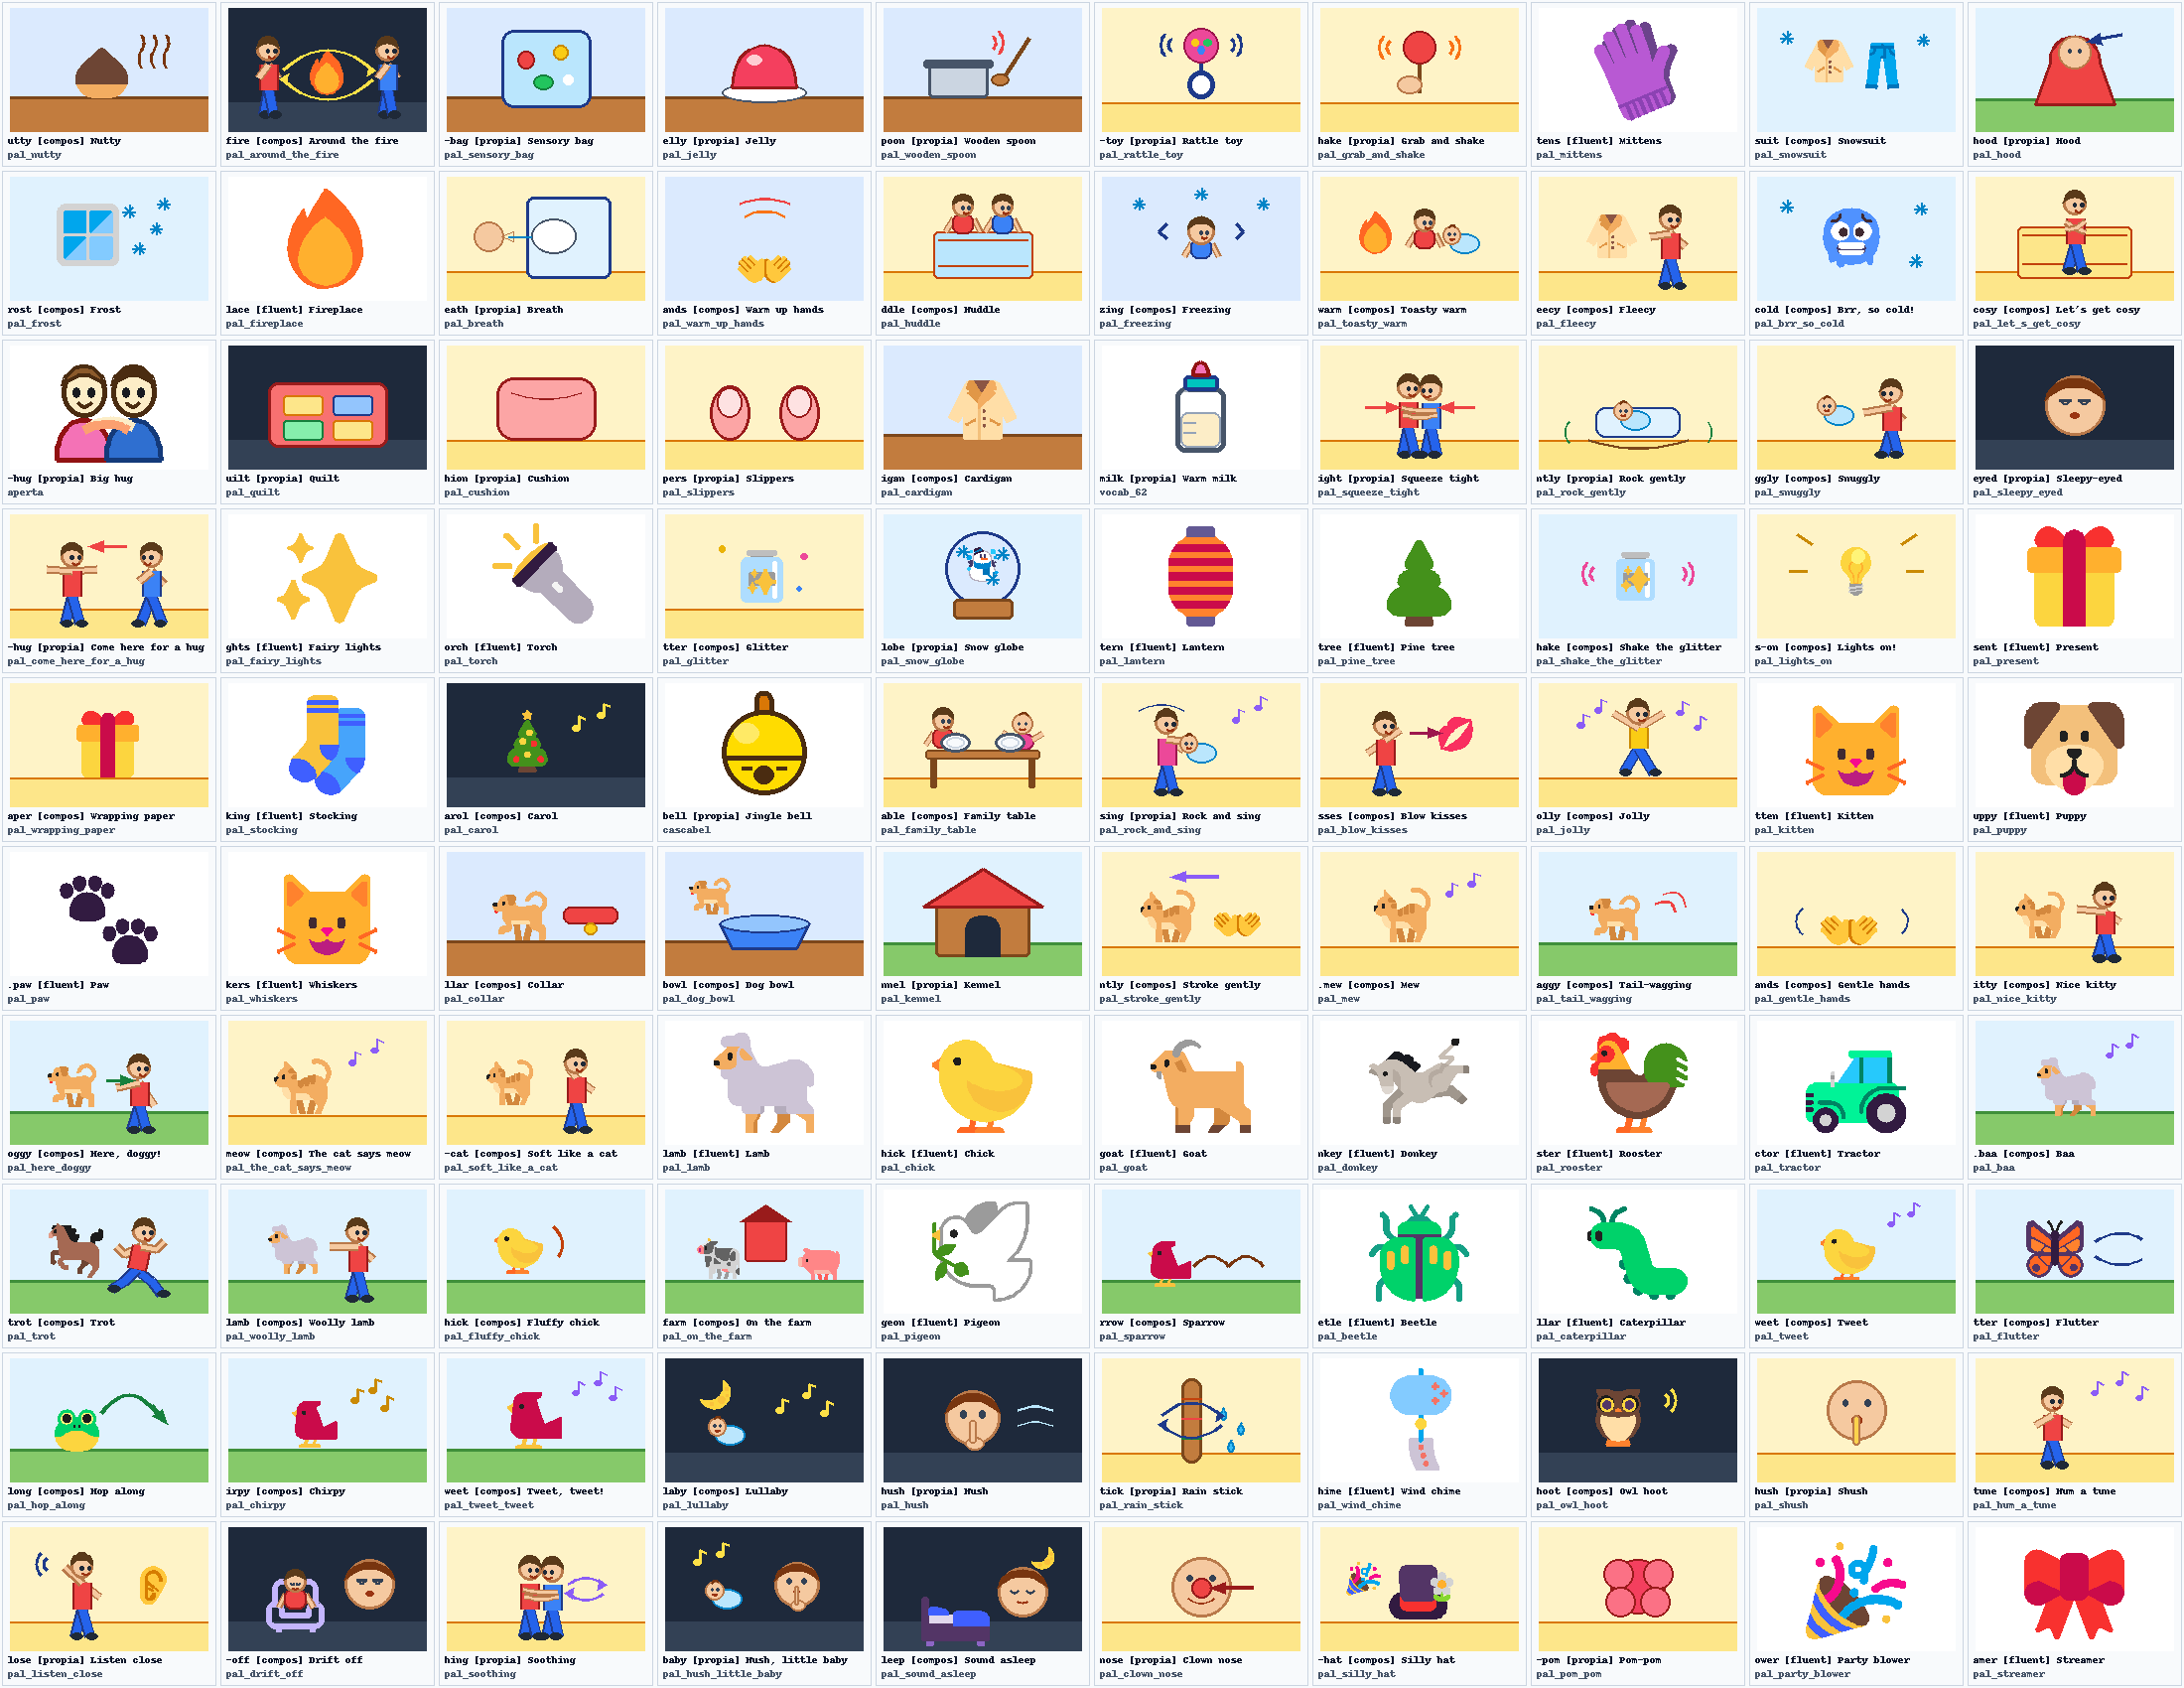 utty [compos] Nutty
pal_nutty
fire [compos] Around the fire
pal_around_the_fire
-bag [propia] Sensory bag
pal_sensory_bag
elly [propia] Jelly
pal_jelly
poon [propia] Wooden spoon
pal_wooden_spoon
-toy [propia] Rattle toy
pal_rattle_toy
hake [propia] Grab and shake
pal_grab_and_shake
tens [fluent] Mittens
pal_mittens
suit [compos] Snowsuit
pal_snowsuit
hood [propia] Hood
pal_hood
rost [compos] Frost
pal_frost
lace [fluent] Fireplace
pal_fireplace
eath [propia] Breath
pal_breath
ands [compos] Warm up hands
pal_warm_up_hands
ddle [compos] Huddle
pal_huddle
zing [compos] Freezing
pal_freezing
warm [compos] Toasty warm
pal_toasty_warm
eecy [compos] Fleecy
pal_fleecy
cold [compos] Brr, so cold!
pal_brr_so_cold
cosy [compos] Let's get cosy
pal_let_s_get_cosy
-hug [propia] Big hug
aperta
uilt [propia] Quilt
pal_quilt
hion [propia] Cushion
pal_cushion
pers [propia] Slippers
pal_slippers
igan [compos] Cardigan
pal_cardigan
milk [propia] Warm milk
vocab_62
ight [propia] Squeeze tight
pal_squeeze_tight
ntly [propia] Rock gently
pal_rock_gently
ggly [compos] Snuggly
pal_snuggly
eyed [propia] Sleepy-eyed
pal_sleepy_eyed
-hug [propia] Come here for a hug
pal_come_here_for_a_hug
ghts [fluent] Fairy lights
pal_fairy_lights
orch [fluent] Torch
pal_torch
tter [compos] Glitter
pal_glitter
lobe [propia] Snow globe
pal_snow_globe
tern [fluent] Lantern
pal_lantern
tree [fluent] Pine tree
pal_pine_tree
hake [compos] Shake the glitter
pal_shake_the_glitter
s-on [compos] Lights on!
pal_lights_on
sent [fluent] Present
pal_present
aper [compos] Wrapping paper
pal_wrapping_paper
king [fluent] Stocking
pal_stocking
arol [compos] Carol
pal_carol
bell [propia] Jingle bell
cascabel
able [compos] Family table
pal_family_table
sing [propia] Rock and sing
pal_rock_and_sing
sses [compos] Blow kisses
pal_blow_kisses
olly [compos] Jolly
pal_jolly
tten [fluent] Kitten
pal_kitten
uppy [fluent] Puppy
pal_puppy
.paw [fluent] Paw
pal_paw
kers [fluent] Whiskers
pal_whiskers
llar [compos] Collar
pal_collar
bowl [compos] Dog bowl
pal_dog_bowl
nnel [propia] Kennel
pal_kennel
ntly [compos] Stroke gently
pal_stroke_gently
.mew [compos] Mew
pal_mew
aggy [compos] Tail-wagging
pal_tail_wagging
ands [compos] Gentle hands
pal_gentle_hands
itty [compos] Nice kitty
pal_nice_kitty
oggy [compos] Here, doggy!
pal_here_doggy
meow [compos] The cat says meow
pal_the_cat_says_meow
-cat [compos] Soft like a cat
pal_soft_like_a_cat
lamb [fluent] Lamb
pal_lamb
hick [fluent] Chick
pal_chick
goat [fluent] Goat
pal_goat
nkey [fluent] Donkey
pal_donkey
ster [fluent] Rooster
pal_rooster
ctor [fluent] Tractor
pal_tractor
.baa [compos] Baa
pal_baa
trot [compos] Trot
pal_trot
lamb [compos] Woolly lamb
pal_woolly_lamb
hick [compos] Fluffy chick
pal_fluffy_chick
farm [compos] On the farm
pal_on_the_farm
geon [fluent] Pigeon
pal_pigeon
rrow [compos] Sparrow
pal_sparrow
etle [fluent] Beetle
pal_beetle
llar [fluent] Caterpillar
pal_caterpillar
weet [compos] Tweet
pal_tweet
tter [compos] Flutter
pal_flutter
long [compos] Hop along
pal_hop_along
irpy [compos] Chirpy
pal_chirpy
weet [compos] Tweet, tweet!
pal_tweet_tweet
laby [compos] Lullaby
pal_lullaby
hush [propia] Hush
pal_hush
tick [propia] Rain stick
pal_rain_stick
hime [fluent] Wind chime
pal_wind_chime
hoot [compos] Owl hoot
pal_owl_hoot
hush [propia] Shush
pal_shush
tune [compos] Hum a tune
pal_hum_a_tune
lose [propia] Listen close
pal_listen_close
-off [compos] Drift off
pal_drift_off
hing [propia] Soothing
pal_soothing
baby [propia] Hush, little baby
pal_hush_little_baby
leep [compos] Sound asleep
pal_sound_asleep
nose [propia] Clown nose
pal_clown_nose
-hat [compos] Silly hat
pal_silly_hat
-pom [propia] Pom-pom
pal_pom_pom
ower [fluent] Party blower
pal_party_blower
amer [fluent] Streamer
pal_streamer